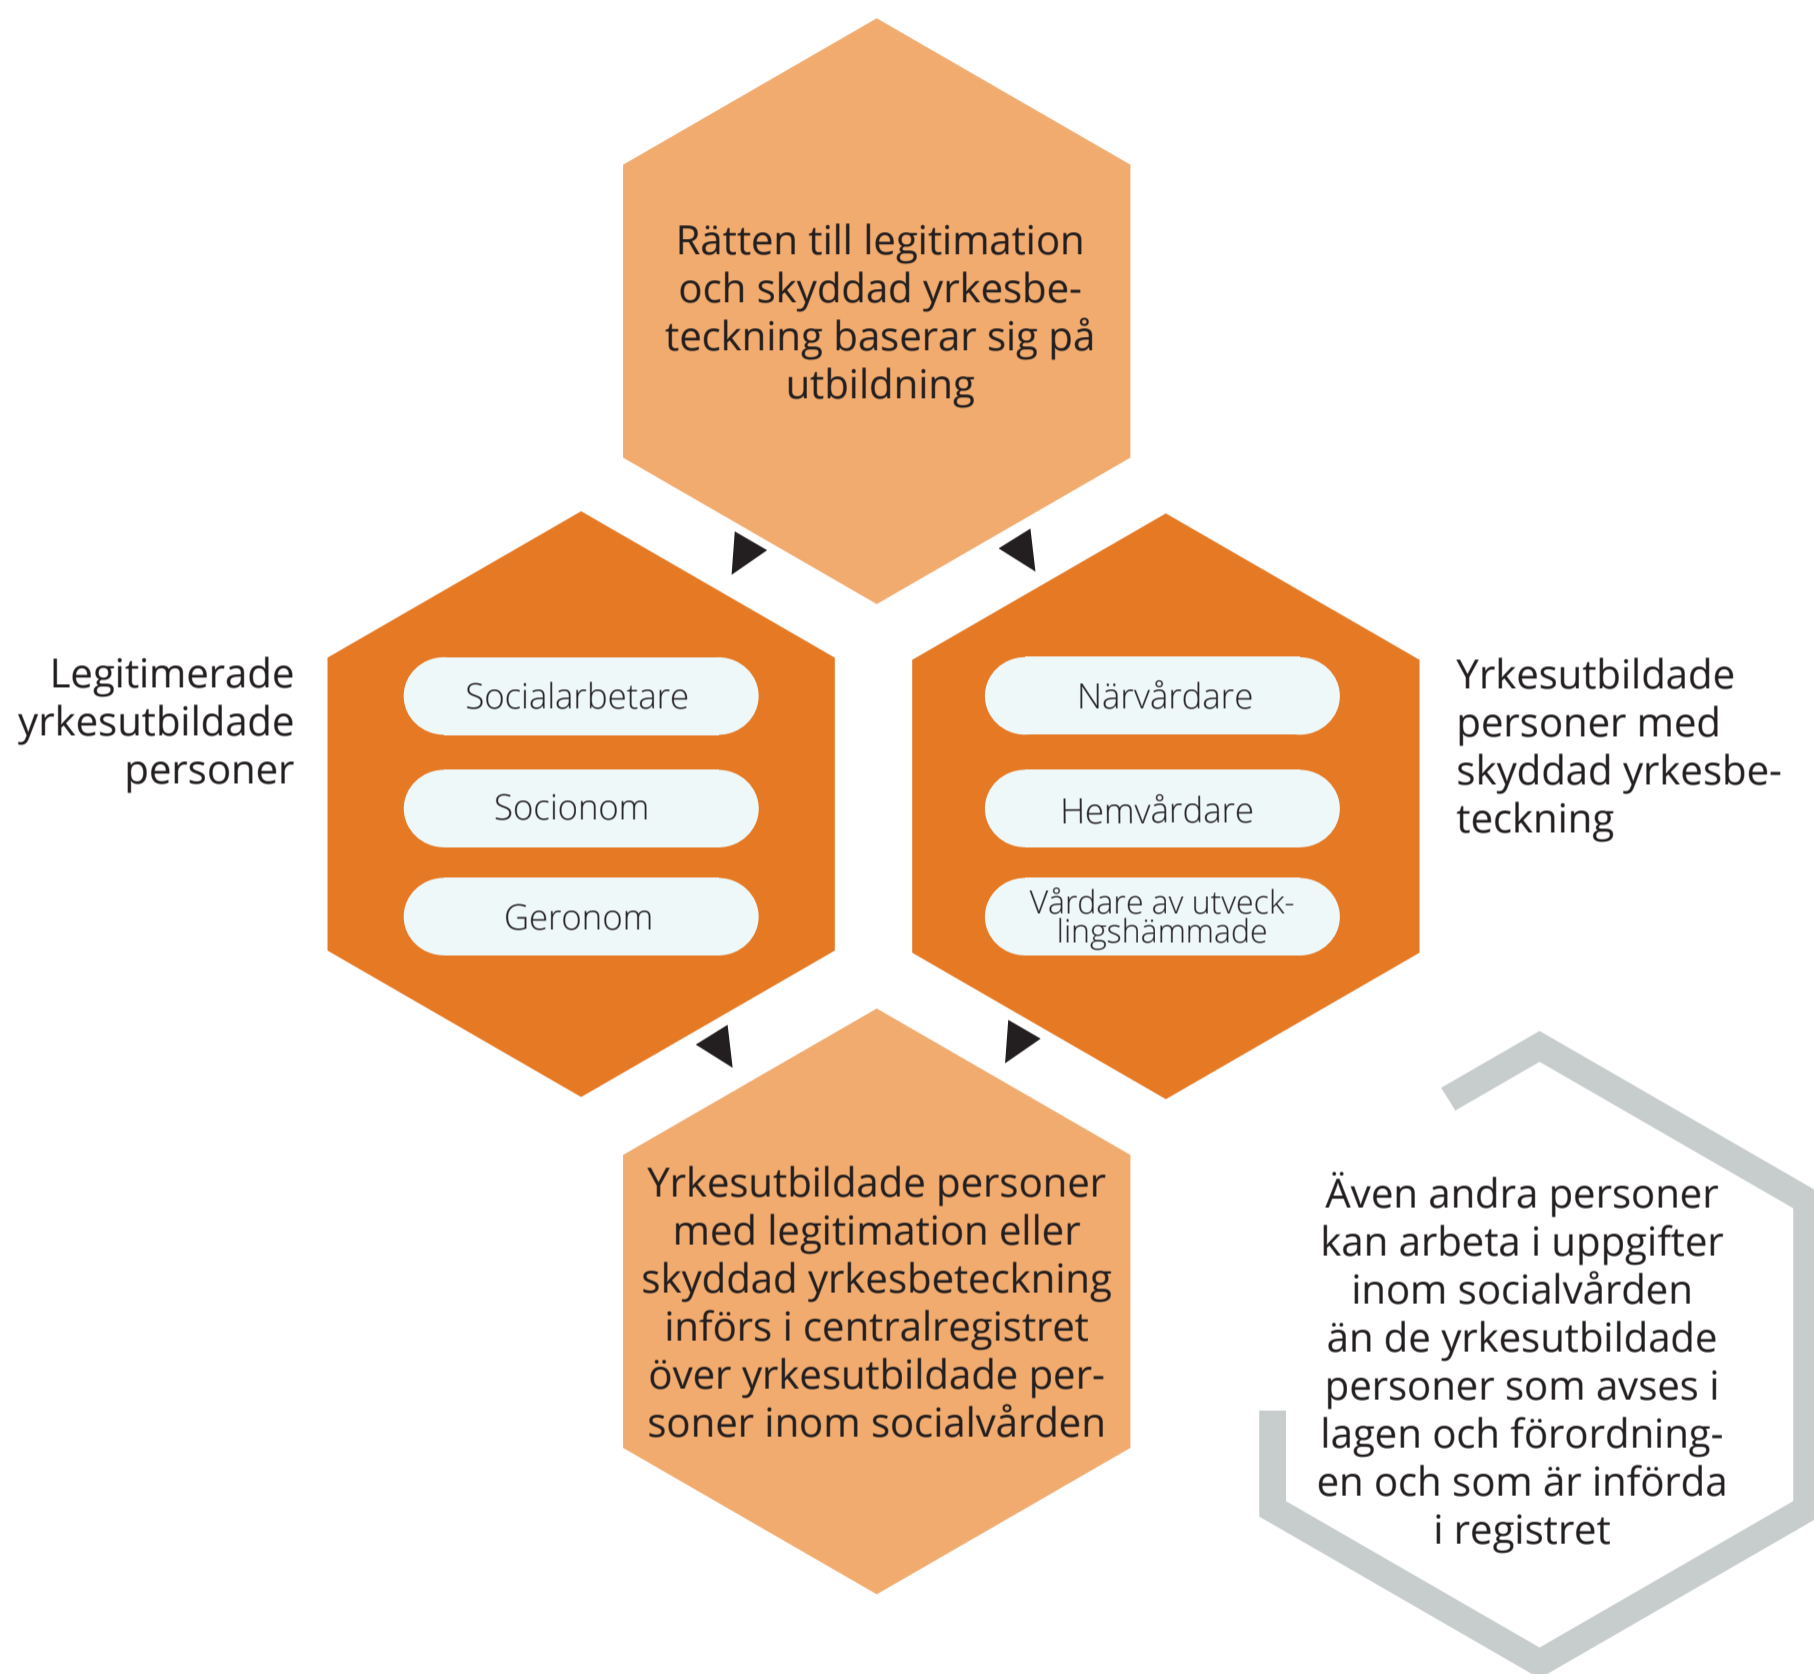 Rätten till legitimation
och skyddad yrkesbe-
teckning baserar sig på
utbildning
Legitimerade
yrkesutbildade
personer
Socialarbetare
Socionom
Geronom
Närvårdare
Hemvårdare
Vårdare av utveck-
lingshämmade
Yrkesutbildade
personer med
skyddad yrkesbe-
teckning
Yrkesutbildade personer
med legitimation eller
skyddad yrkesbeteckning
införs i centralregistret
över yrkesutbildade per-
soner inom socialvården
Även andra personer
kan arbeta i uppgifter
inom socialvården
än de yrkesutbildade
personer som avses i
lagen och förordning-
en och som är införda
i registret